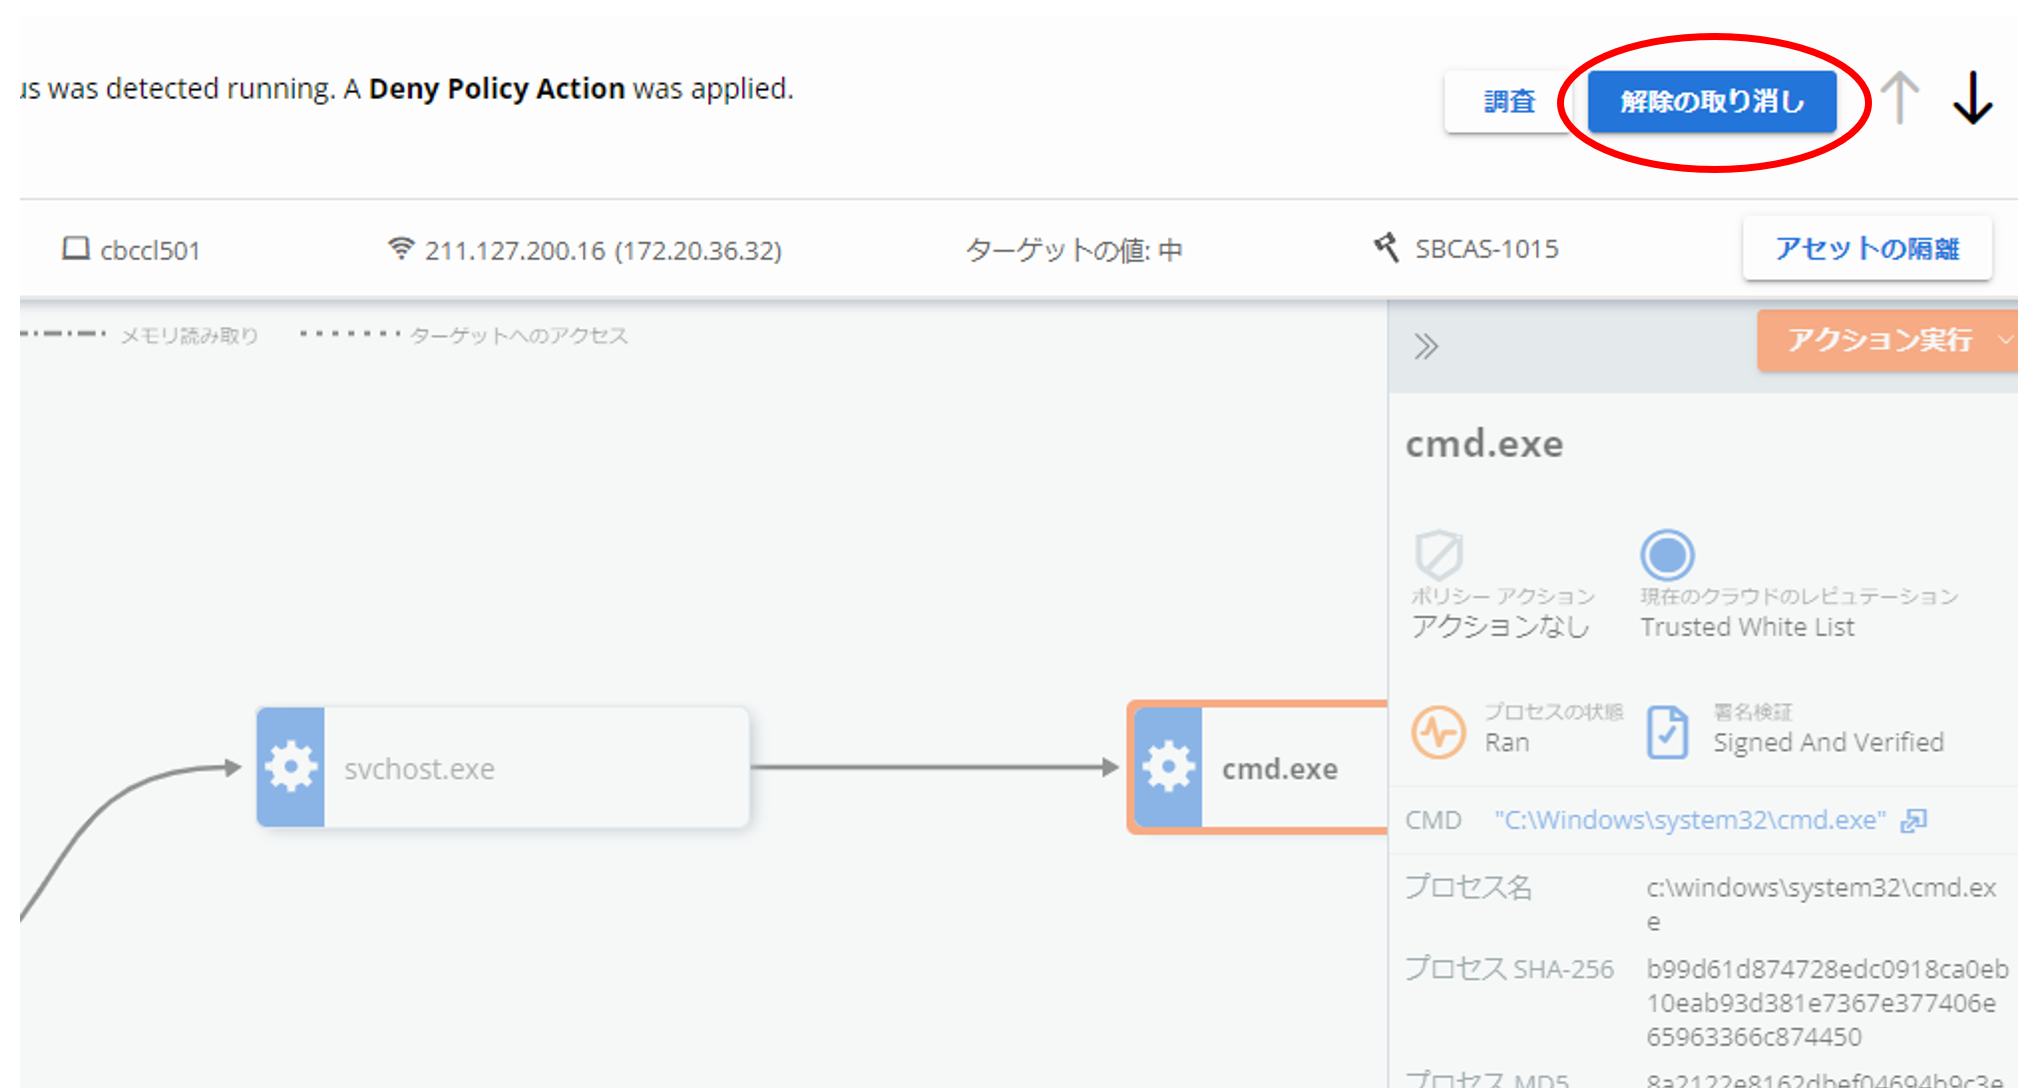 us was detected running. A Deny Policy Action was applied.
調査
解除の取り消し
cbccl501
211.127.200.16 (172.20.36.32)
ターゲットの値: 中
SBCAS-1015
アセットの隔離
メモリ読み取り
ターゲットへのアクセス
アクション実行
cmd.exe
ポリシー アクション
アクションなし
現在のクラウドのレピュテーション
Trusted White List
プロセスの状態
Ran
署名検証
Signed And Verified
svchost.exe
cmd.exe
CMD "C:\Windows\system32\cmd.exe"
プロセス名
c:\windows\system32\cmd.ex
e
プロセス SHA-256
b99d61d874728edc0918ca0eb
10eab93d381e7367e377406e
65963366c874450
プロセス MD5
8a2122e8162dbef04694b9c3e